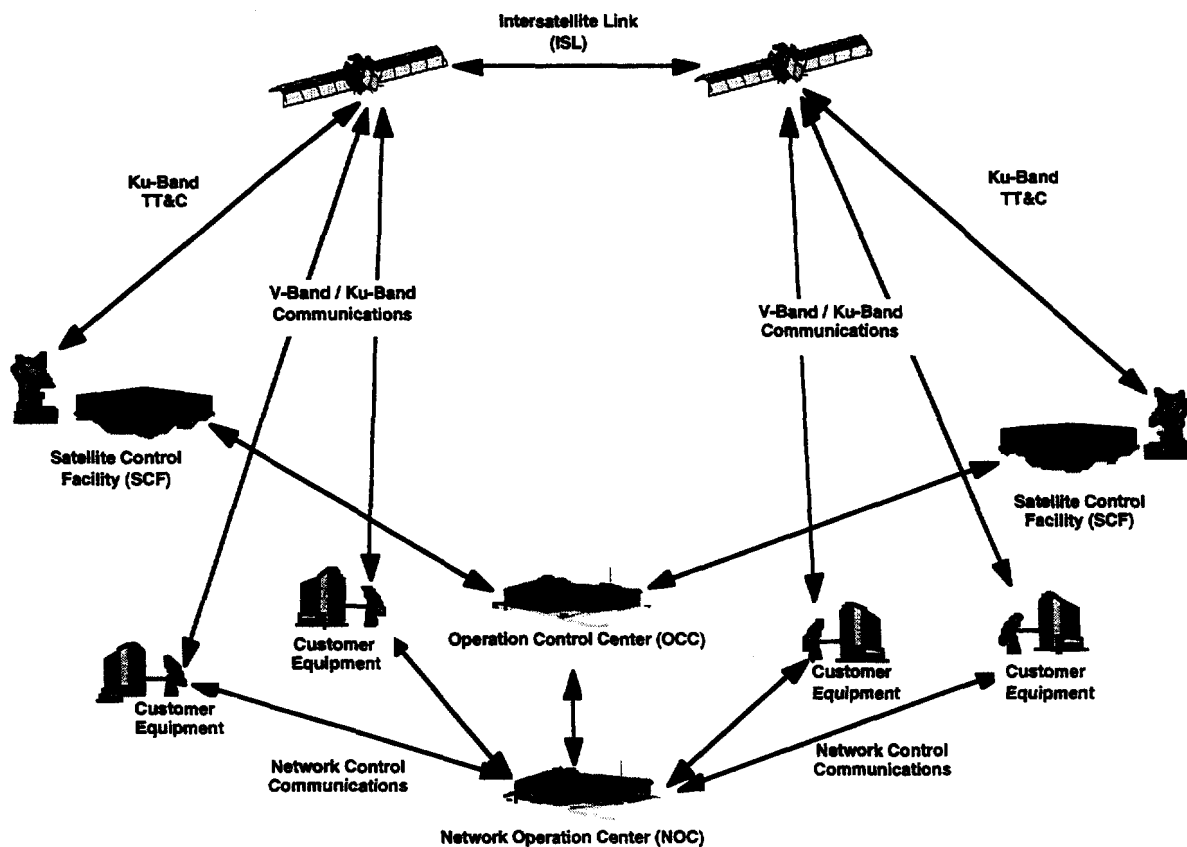 Intersatellite Link
(ISL)
Ku-Band
TT&C
Ku-Band
TT&C
V-Band / Ku-Band
Communications
V-Band / Ku-Band
Communications
Satellite Control
Facility (SCF)
Satellite Control
Facility (SCF)
Customer
Equipment
Operation Control Center (OCC)
Customer
Equipment
Customer
Equipment
Customer
Equipment
Network Control
Communications
Network Control
Communications
Network Operation Center (NOC)